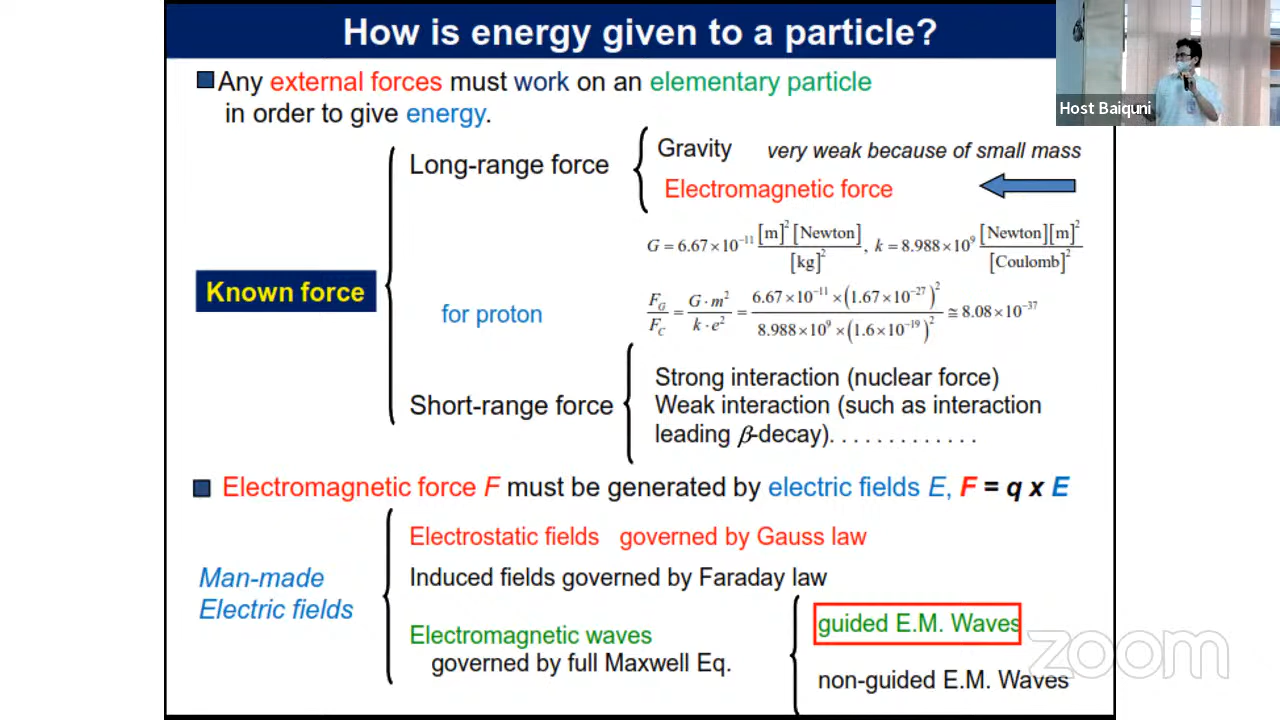 How is energy given to a particle?
Host Baiquni
Any external forces must work on an elementary particle
in order to give energy.
Known force
Long-range force
Gravity very weak because of small mass
Electromagnetic force
G = 6.67×10⁻¹¹ [m]²[Newton]/[kg]², k = 8.988×10⁹ [Newton][m]²/[Coulomb]²
for proton
F_G/F_C = G·m²/k·e² = 6.67×10⁻¹¹×(1.67×10⁻²⁷)²/8.988×10⁹×(1.6×10⁻¹⁹)² ≅ 8.08×10⁻³⁷
Short-range force
Strong interaction (nuclear force)
Weak interaction (such as interaction
leading β-decay). . . . . . . . . . . . .
Electromagnetic force F must be generated by electric fields E, F = q x E
Man-made
Electric fields
Electrostatic fields governed by Gauss law
Induced fields governed by Faraday law
Electromagnetic waves
governed by full Maxwell Eq.
guided E.M. Waves
non-guided E.M. Waves
zoom